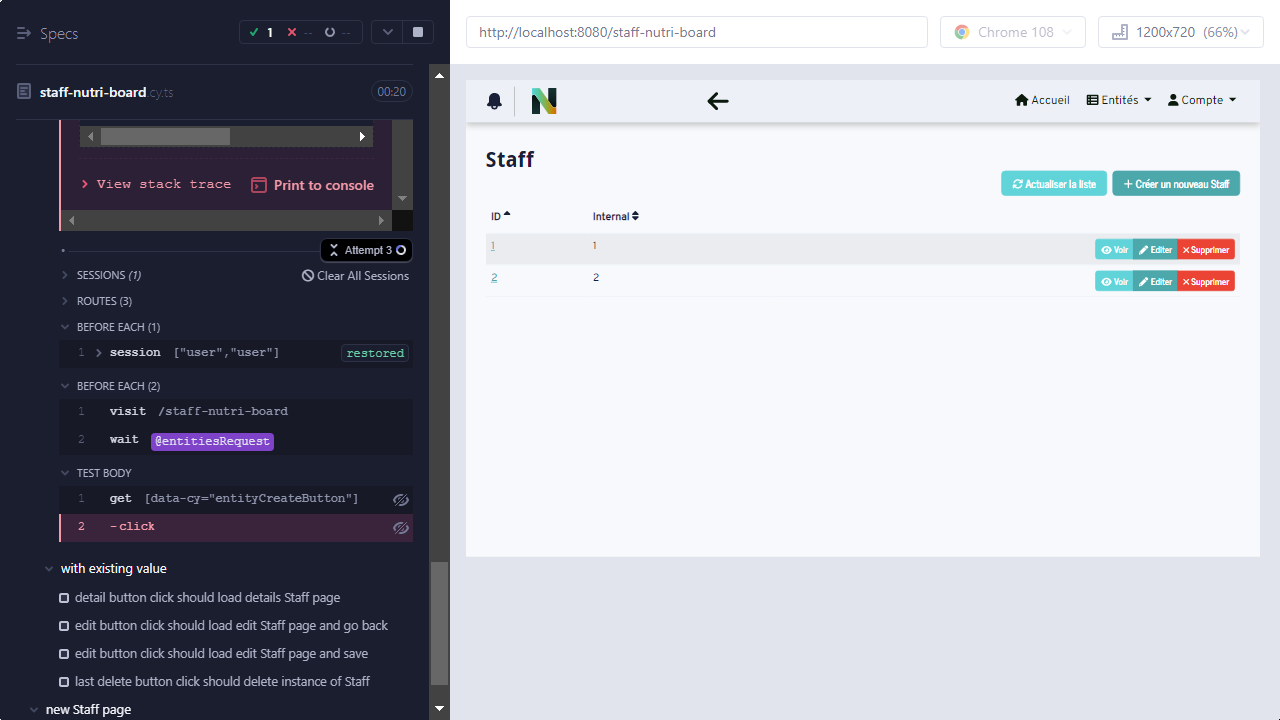 Specs
1
--
--
staff-nutri-board.cy.ts
00:20
View stack trace
Print to console
Attempt 3
SESSIONS (1)
Clear All Sessions
ROUTES (3)
BEFORE EACH (1)
1 session ["user","user"] restored
BEFORE EACH (2)
1 visit /staff-nutri-board
2 wait @entitiesRequest
TEST BODY
1 get [data-cy="entityCreateButton"]
2 -click
with existing value
detail button click should load details Staff page
edit button click should load edit Staff page and go back
edit button click should load edit Staff page and save
last delete button click should delete instance of Staff
new Staff page
http://localhost:8080/staff-nutri-board
Chrome 108
1200x720 (66%)
Accueil
Entités
Compte
Staff
Actualiser la liste
Créer un nouveau Staff
ID Internal
1 1 Voir Editer Supprimer
2 2 Voir Editer Supprimer